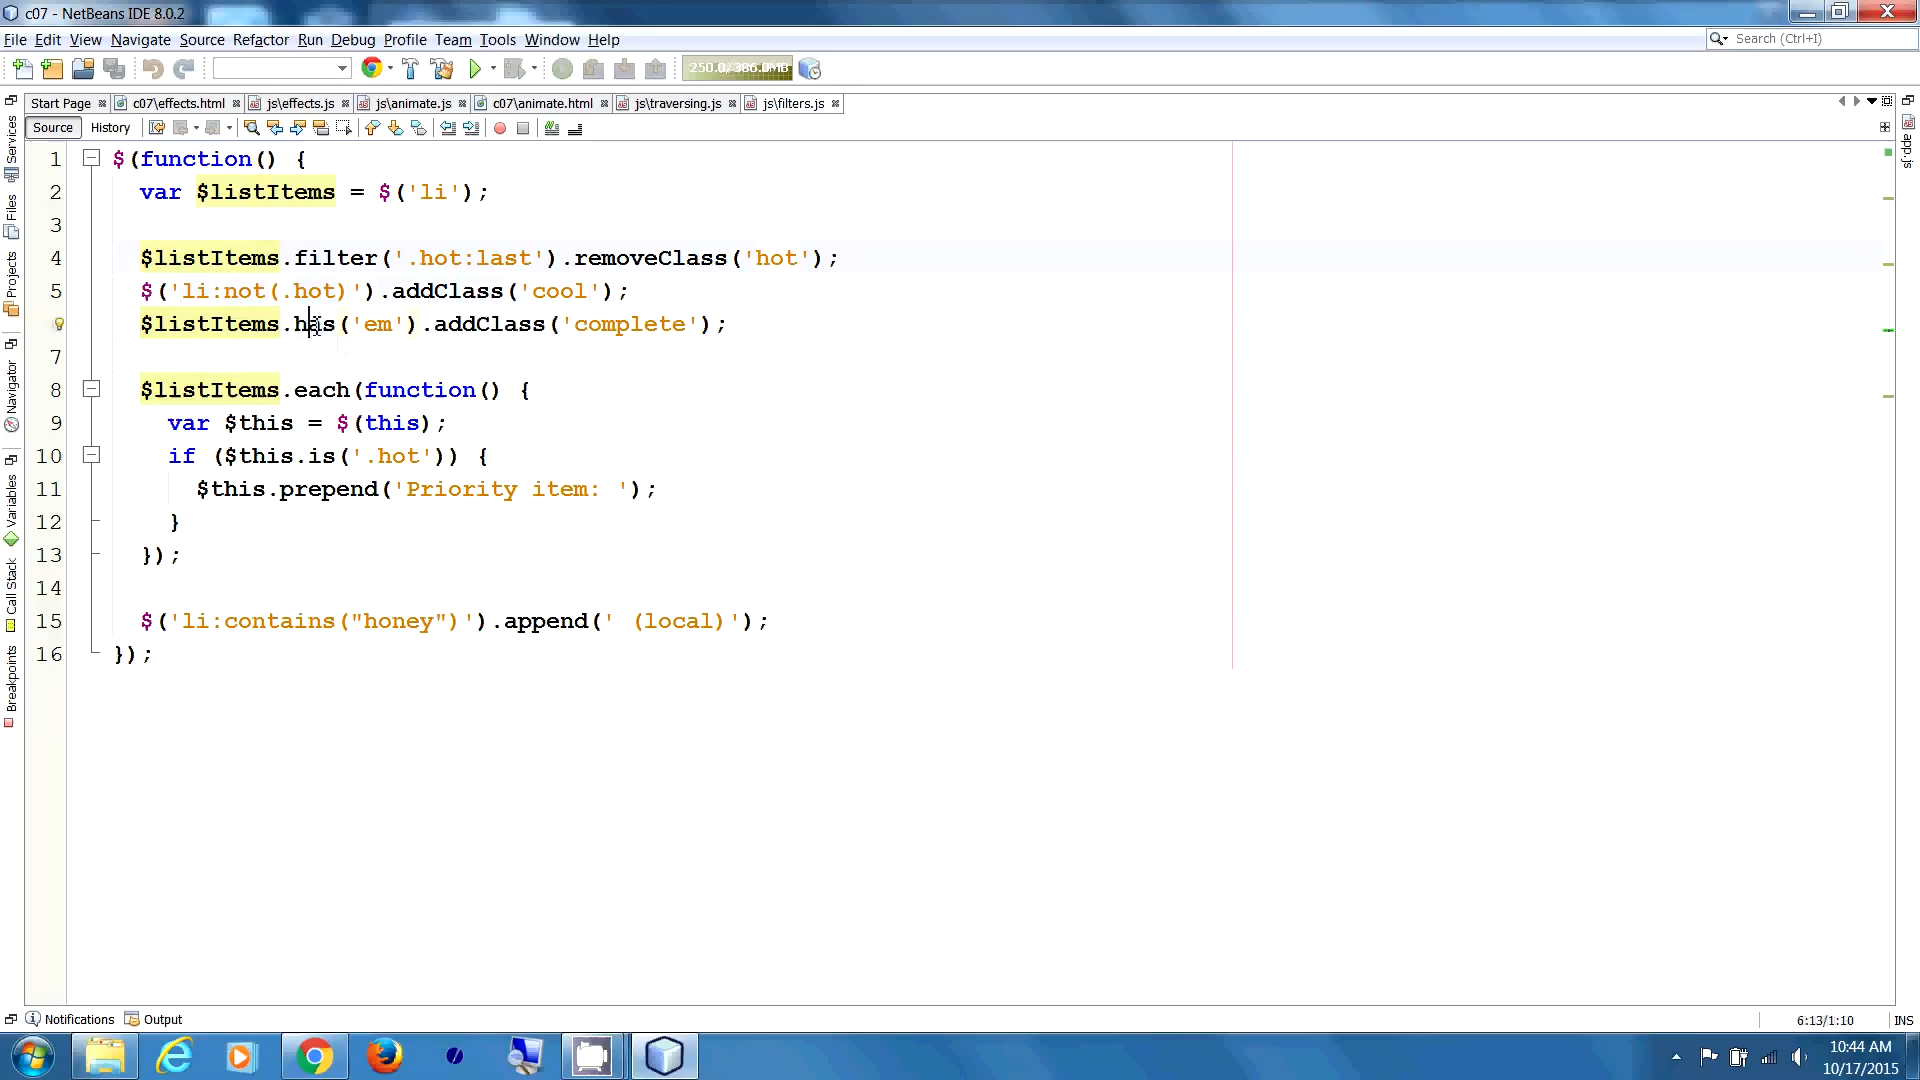 c07 - NetBeans IDE 8.0.2
File Edit View Navigate Source Refactor Run Debug Profile Team Tools Window Help
Search (Ctrl+I)
250.0/386.0MB
Start Page c07\effects.html js\effects.js js\animate.js c07\animate.html js\traversing.js js\filters.js
Source History
Services
Files
Projects
Navigator
Variables
Call Stack
Breakpoints
app.js
1 $(function() {
2 var $listItems = $('li');
3
4 $listItems.filter('.hot:last').removeClass('hot');
5 $('li:not(.hot)').addClass('cool');
6 $listItems.has('em').addClass('complete');
7
8 $listItems.each(function() {
9 var $this = $(this);
10 if ($this.is('.hot')) {
11 $this.prepend('Priority item: ');
12 }
13 });
14
15 $('li:contains("honey")').append(' (local)');
16 });
Notifications Output
6:13/1:10 INS
10:44 AM
10/17/2015